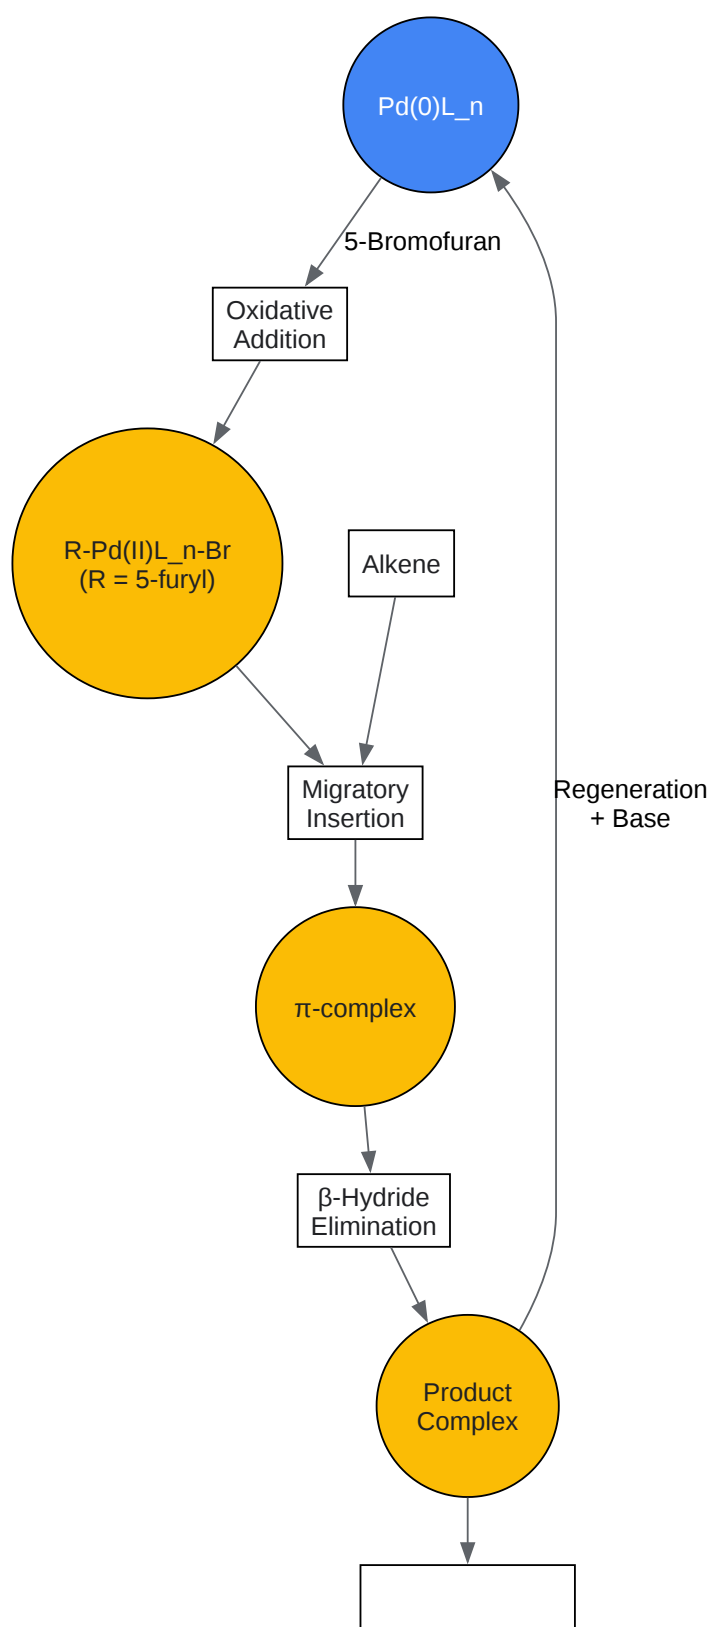 Pd(0)L_n
5-Bromofuran
Oxidative
Addition
R-Pd(II)L_n-Br
(R = 5-furyl)
Alkene
Migratory
Insertion
Regeneration
+ Base
π-complex
β-Hydride
Elimination
Product
Complex